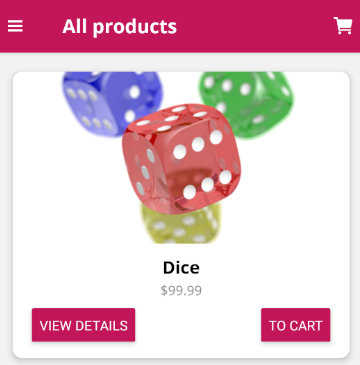 All products
Dice
$99.99
VIEW DETAILS
TO CART